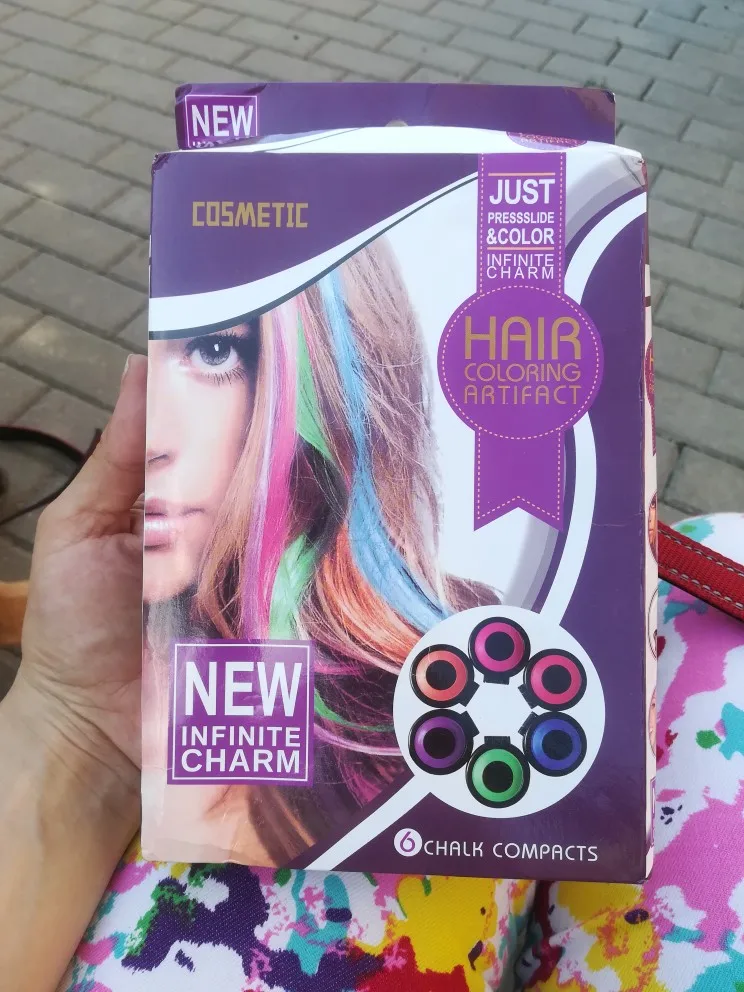 NEW
COSMETIC
JUST
PRESSSLIDE
&COLOR
INFINITE
CHARM
HAIR
COLORING
ARTIFACT
NEW
INFINITE
CHARM
6 CHALK COMPACTS